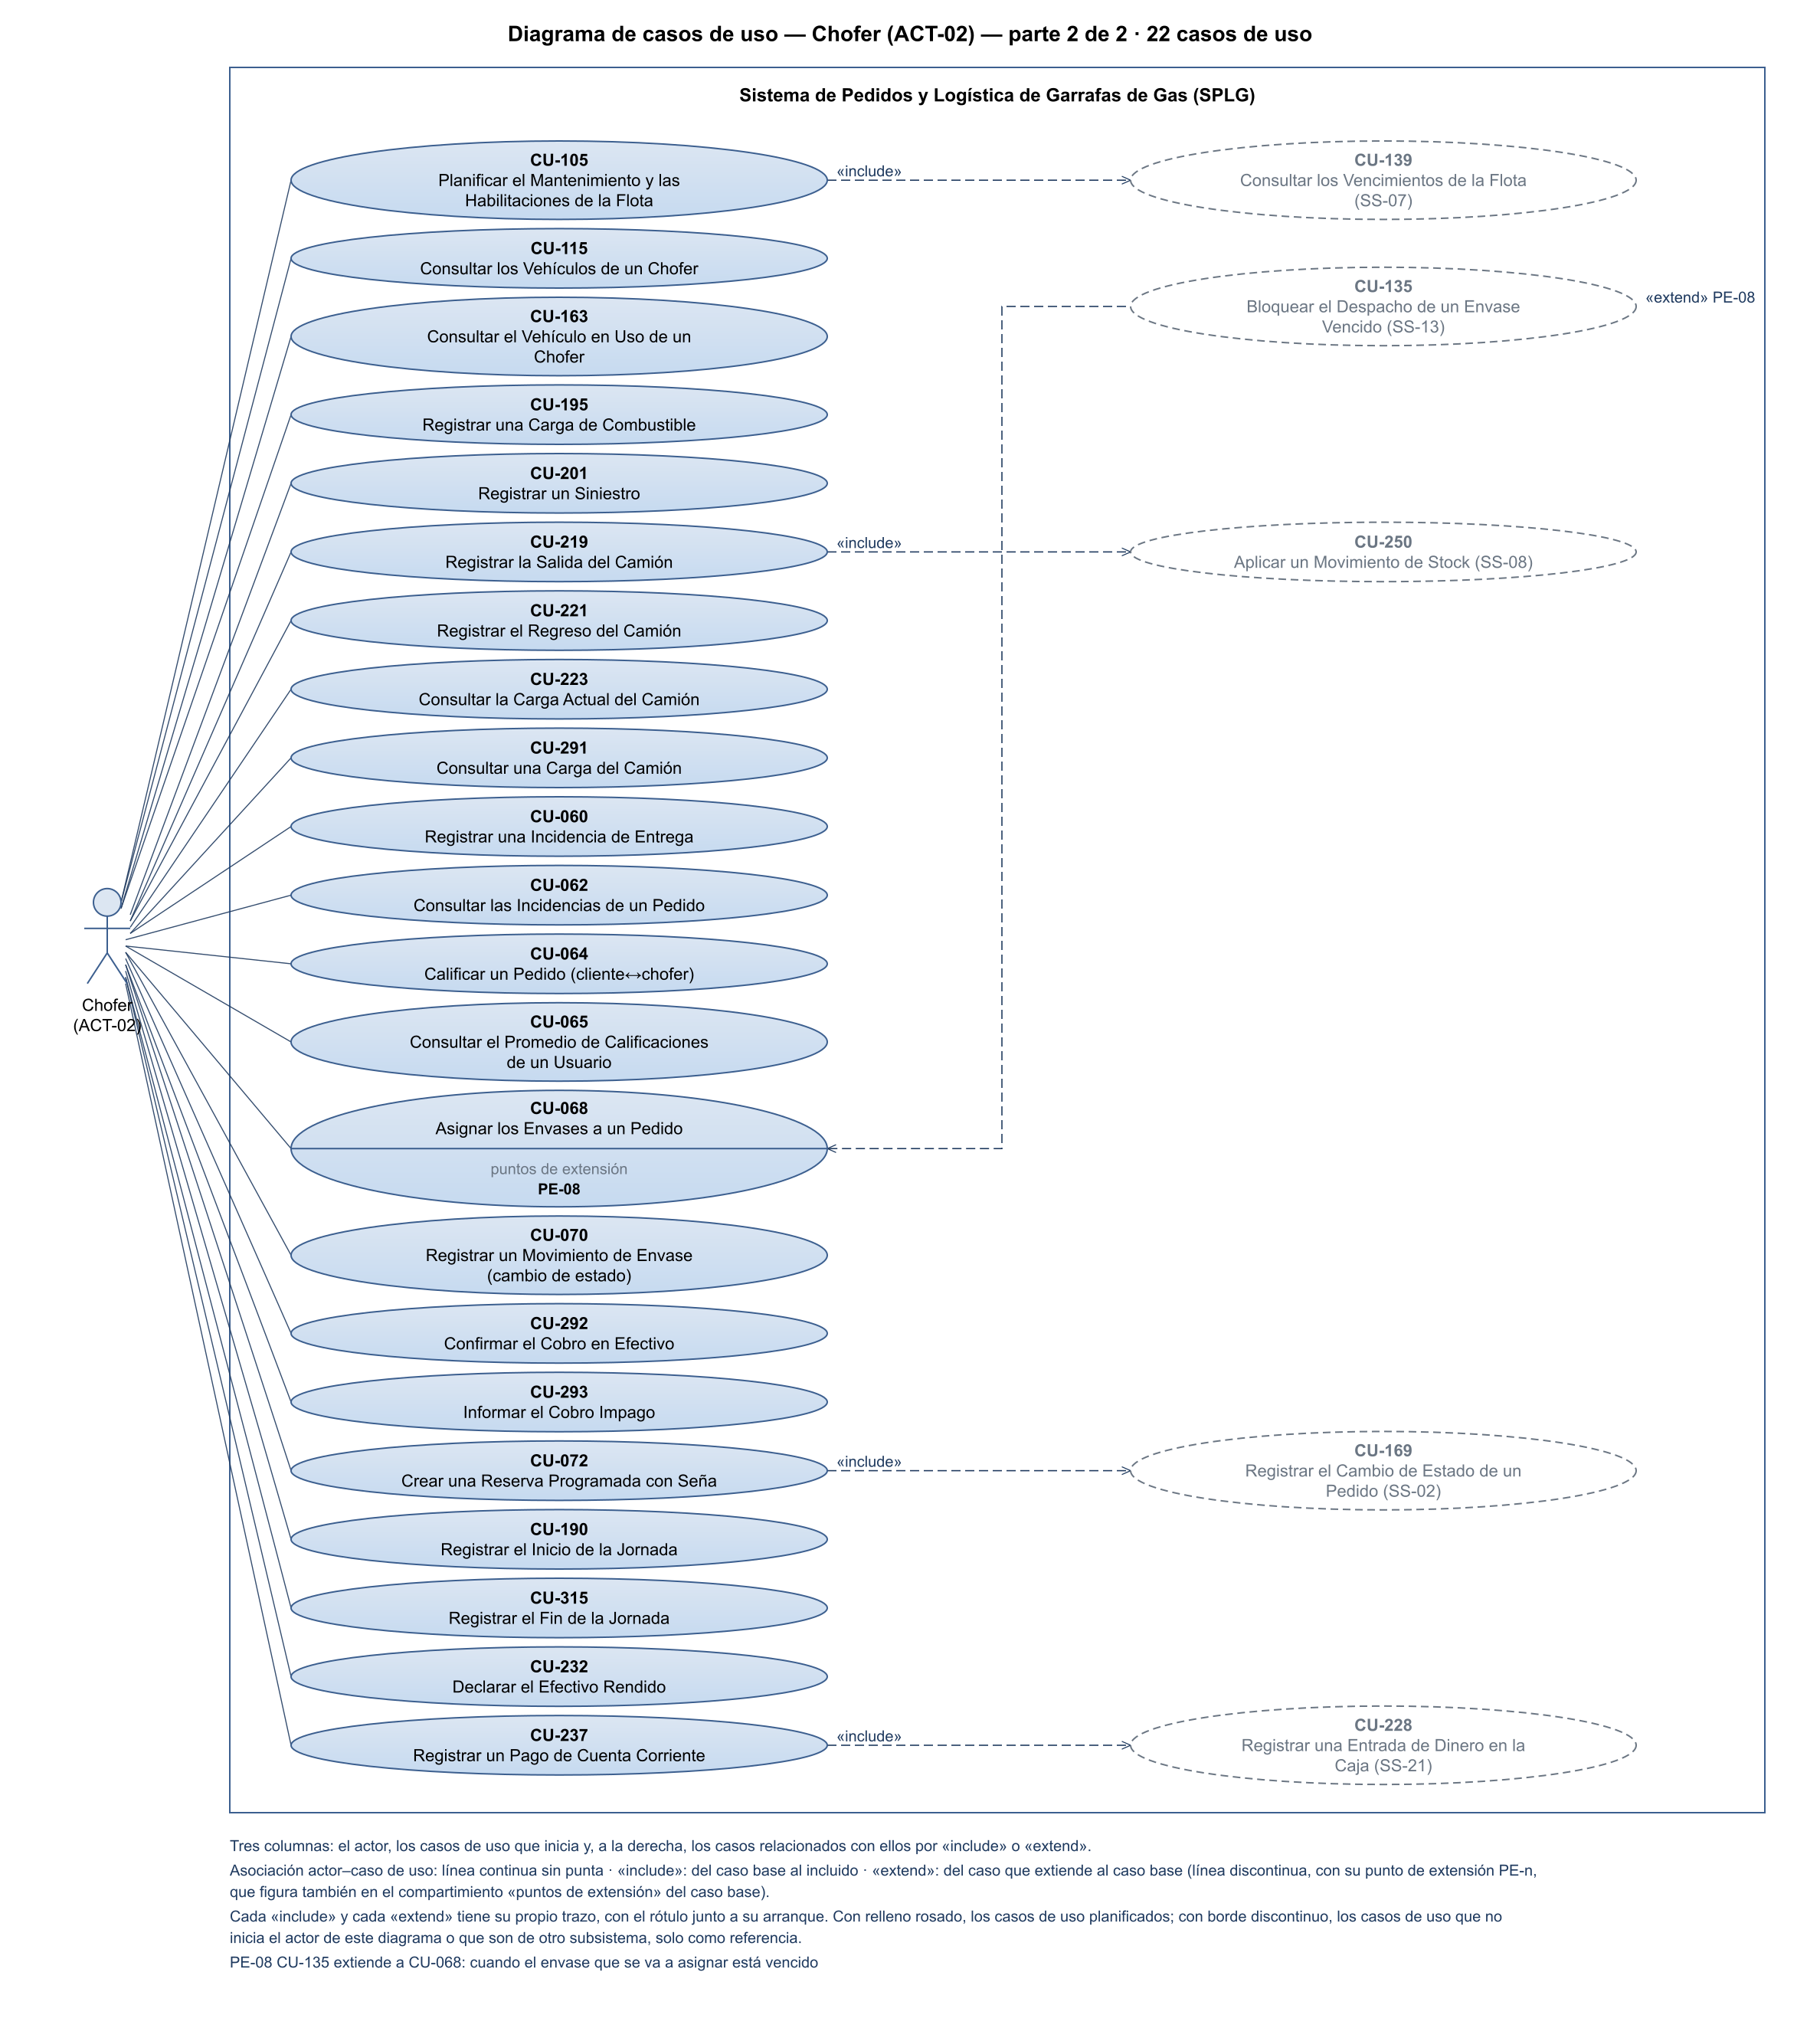 Diagrama de casos de uso — Chofer (ACT-02) — parte 2 de 2 · 22 casos de uso
Sistema de Pedidos y Logística de Garrafas de Gas (SPLG)
CU-105
Planificar el Mantenimiento y las
Habilitaciones de la Flota
«include»
CU-139
Consultar los Vencimientos de la Flota
(SS-07)
CU-115
Consultar los Vehículos de un Chofer
CU-135
Bloquear el Despacho de un Envase
Vencido (SS-13)
«extend» PE-08
CU-163
Consultar el Vehículo en Uso de un
Chofer
CU-195
Registrar una Carga de Combustible
CU-201
Registrar un Siniestro
CU-219
Registrar la Salida del Camión
«include»
CU-250
Aplicar un Movimiento de Stock (SS-08)
CU-221
Registrar el Regreso del Camión
CU-223
Consultar la Carga Actual del Camión
CU-291
Consultar una Carga del Camión
CU-060
Registrar una Incidencia de Entrega
CU-062
Consultar las Incidencias de un Pedido
CU-064
Calificar un Pedido (cliente↔chofer)
Chofer
(ACT-02)
CU-065
Consultar el Promedio de Calificaciones
de un Usuario
CU-068
Asignar los Envases a un Pedido
puntos de extensión
PE-08
CU-070
Registrar un Movimiento de Envase
(cambio de estado)
CU-292
Confirmar el Cobro en Efectivo
CU-293
Informar el Cobro Impago
CU-072
Crear una Reserva Programada con Seña
«include»
CU-169
Registrar el Cambio de Estado de un
Pedido (SS-02)
CU-190
Registrar el Inicio de la Jornada
CU-315
Registrar el Fin de la Jornada
CU-232
Declarar el Efectivo Rendido
CU-237
Registrar un Pago de Cuenta Corriente
«include»
CU-228
Registrar una Entrada de Dinero en la
Caja (SS-21)
Tres columnas: el actor, los casos de uso que inicia y, a la derecha, los casos relacionados con ellos por «include» o «extend».
Asociación actor–caso de uso: línea continua sin punta · «include»: del caso base al incluido · «extend»: del caso que extiende al caso base (línea discontinua, con su punto de extensión PE-n,
que figura también en el compartimiento «puntos de extensión» del caso base).
Cada «include» y cada «extend» tiene su propio trazo, con el rótulo junto a su arranque. Con relleno rosado, los casos de uso planificados; con borde discontinuo, los casos de uso que no
inicia el actor de este diagrama o que son de otro subsistema, solo como referencia.
PE-08 CU-135 extiende a CU-068: cuando el envase que se va a asignar está vencido